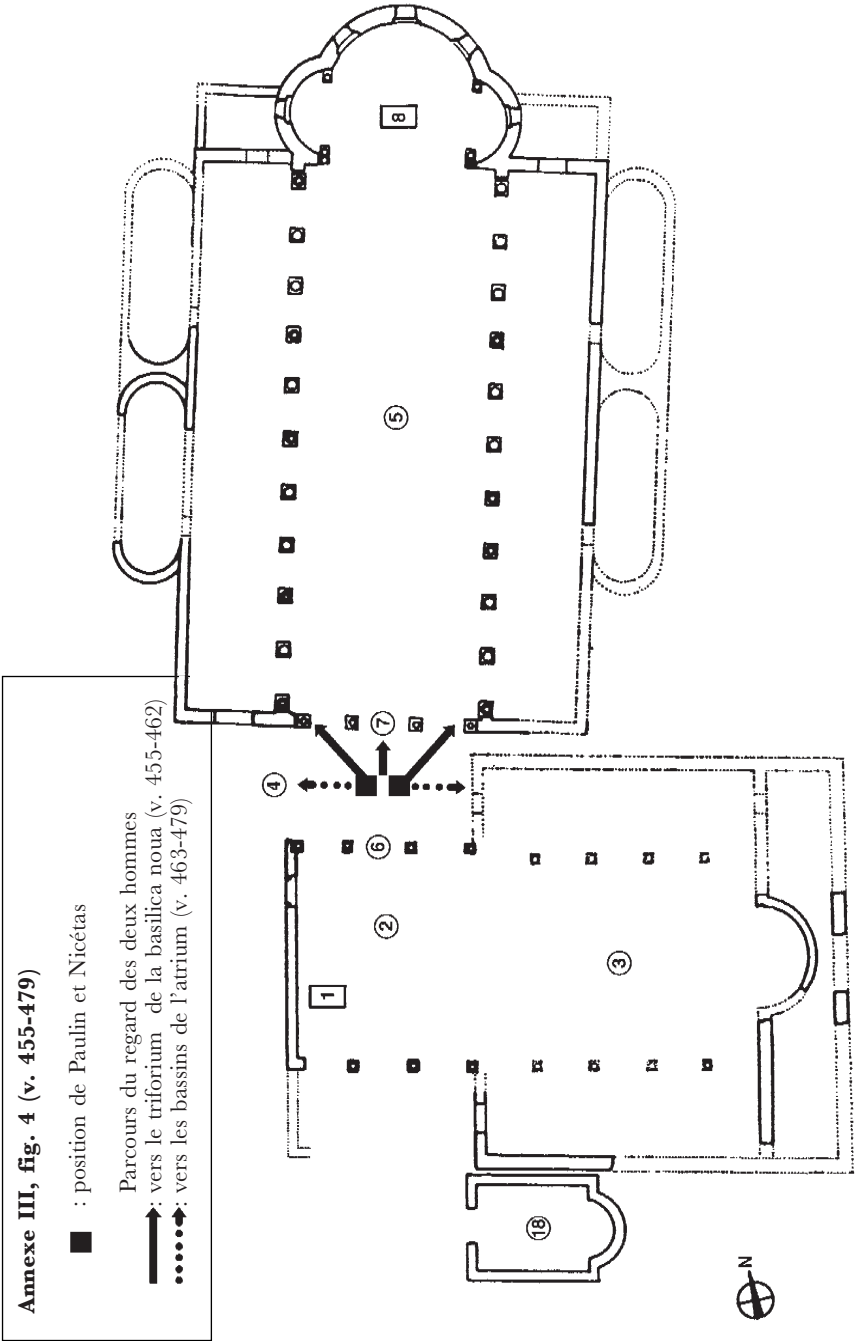 Annexe III, fig. 4 (v. 455-479)
: position de Paulin et Nicétas
Parcours du regard des deux hommes
: vers le triforium de la basilica noua (v. 455-462)
: vers les bassins de l'atrium (v. 463-479)
8
5
7
4
6
2
1
3
18
N